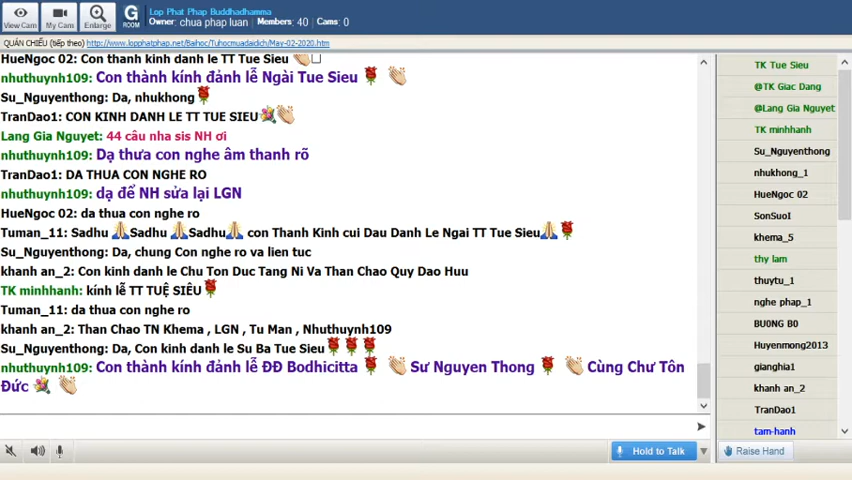 Lop Phat Phap Buddhadhamma
Owner: chua phap luan   Members: 40   Cams: 0
View Cam   My Cam   Enlarge   G ROOM
QUÁN CHIẾU (tiếp theo) http://www.lopphatphap.net/Baihoc/Tuhocmuadaidich/May-02-2020.htm
HueNgoc 02: Con thanh kinh danh le TT Tue Sieu
nhuthuynh109: Con thành kính đảnh lễ Ngài Tue Sieu
Su_Nguyenthong: Da, nhukhong
TranDao1: CON KINH DANH LE TT TUE SIEU
Lang Gia Nguyet: 44 câu nha sis NH ơi
nhuthuynh109: Dạ thưa con nghe âm thanh rõ
TranDao1: DA THUA CON NGHE RO
nhuthuynh109: dạ để NH sửa lại LGN
HueNgoc 02: da thua con nghe ro
Tuman_11: Sadhu Sadhu Sadhu con Thanh Kinh cui Dau Danh Le Ngai TT Tue Sieu
Su_Nguyenthong: Da, chung Con nghe ro va lien tuc
khanh an_2: Con kinh danh le Chu Ton Duc Tang Ni Va Than Chao Quy Dao Huu
TK minhhanh: kính lễ TT TUỆ SIÊU
Tuman_11: da thua con nghe ro
khanh an_2: Than Chao TN Khema , LGN , Tu Man , Nhuthuynh109
Su_Nguyenthong: Da, Con kinh danh le Su Ba Tue Sieu
nhuthuynh109: Con thành kính đảnh lễ ĐĐ Bodhicitta Sư Nguyen Thong Cùng Chư Tôn
Đức
Hold to Talk
TK Tue Sieu
@TK Giac Dang
@Lang Gia Nguyet
TK minhhanh
Su_Nguyenthong
nhukhong_1
HueNgoc 02
SonSuoI
khema_5
thy lam
thuytu_1
nghe phap_1
BU0NG B0
Huyenmong2013
gianghia1
khanh an_2
TranDao1
tam-hanh
Raise Hand